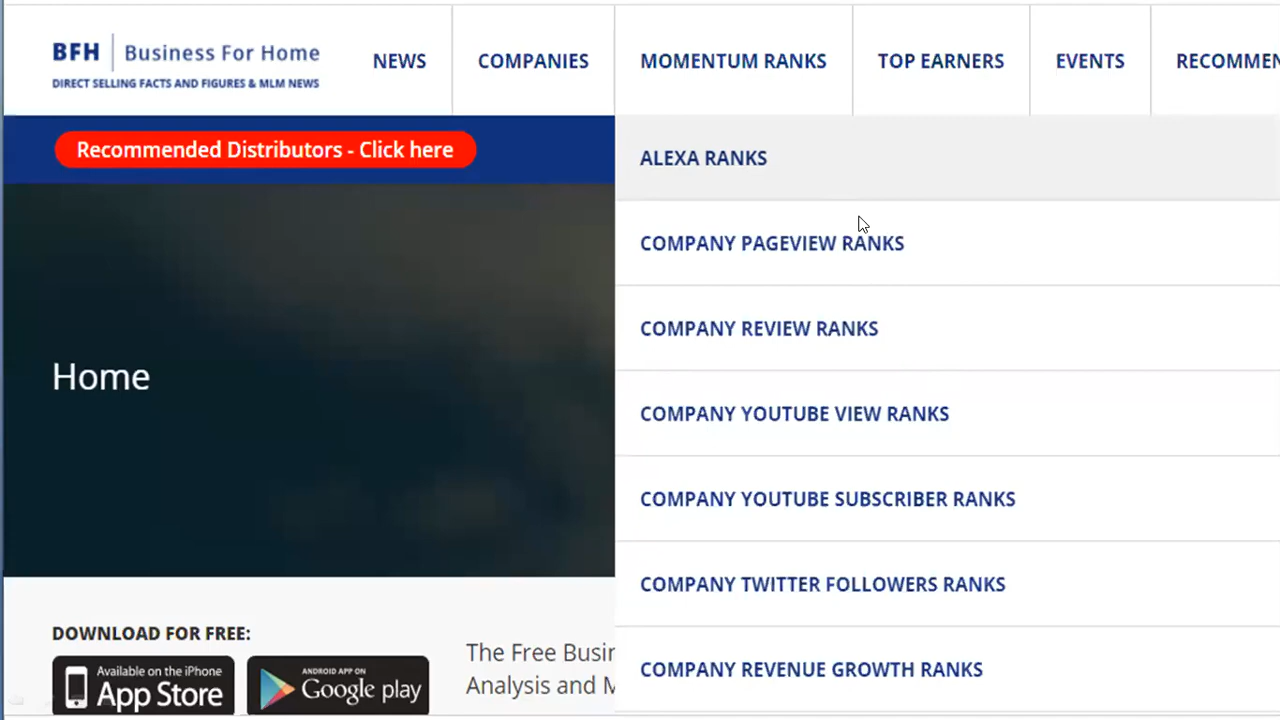 BFH Business For Home
DIRECT SELLING FACTS AND FIGURES & MLM NEWS
NEWS
COMPANIES
MOMENTUM RANKS
TOP EARNERS
EVENTS
Recommended Distributors - Click here
ALEXA RANKS
COMPANY PAGEVIEW RANKS
COMPANY REVIEW RANKS
Home
COMPANY YOUTUBE VIEW RANKS
COMPANY YOUTUBE SUBSCRIBER RANKS
COMPANY TWITTER FOLLOWERS RANKS
COMPANY REVENUE GROWTH RANKS
DOWNLOAD FOR FREE:
Available on the iPhone
App Store
ANDROID APP ON
Google play
The Free
Analysis and